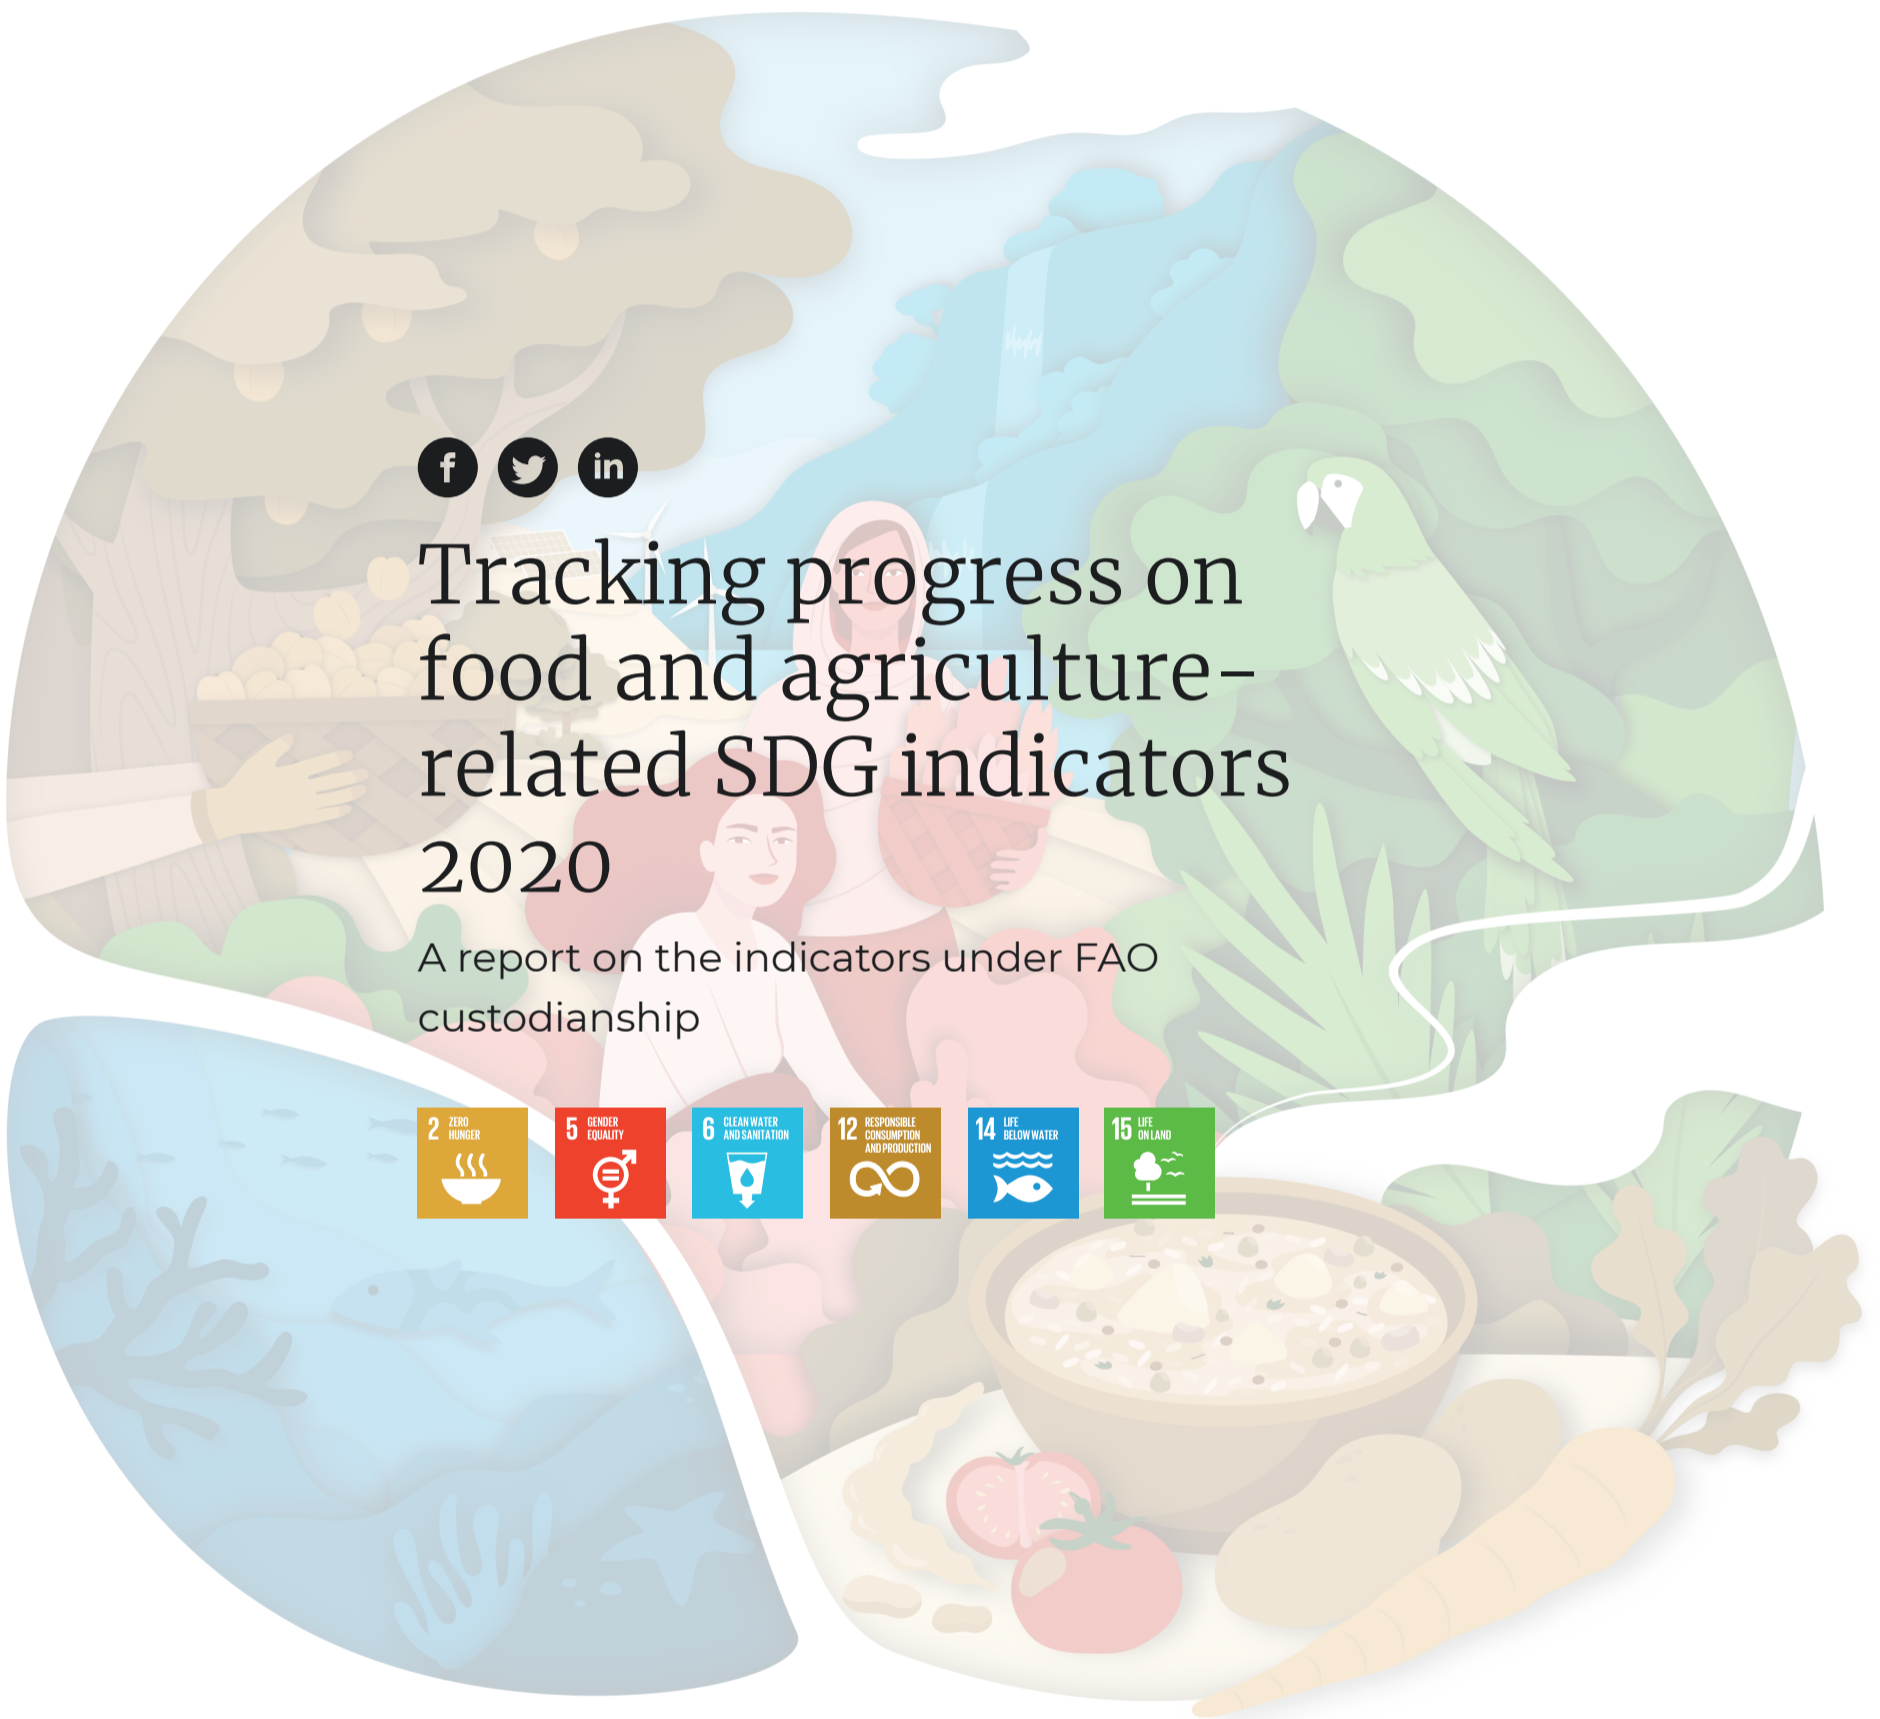 f
in
Tracking progress on
food and agriculture-
related SDG indicators
2020
A report on the indicators under FAO
custodianship
2 ZERO
HUNGER
5 GENDER
EQUALITY
6 CLEAN WATER
AND SANITATION
12 RESPONSIBLE
CONSUMPTION
AND PRODUCTION
14 LIFE
BELOW WATER
15 LIFE
ON LAND